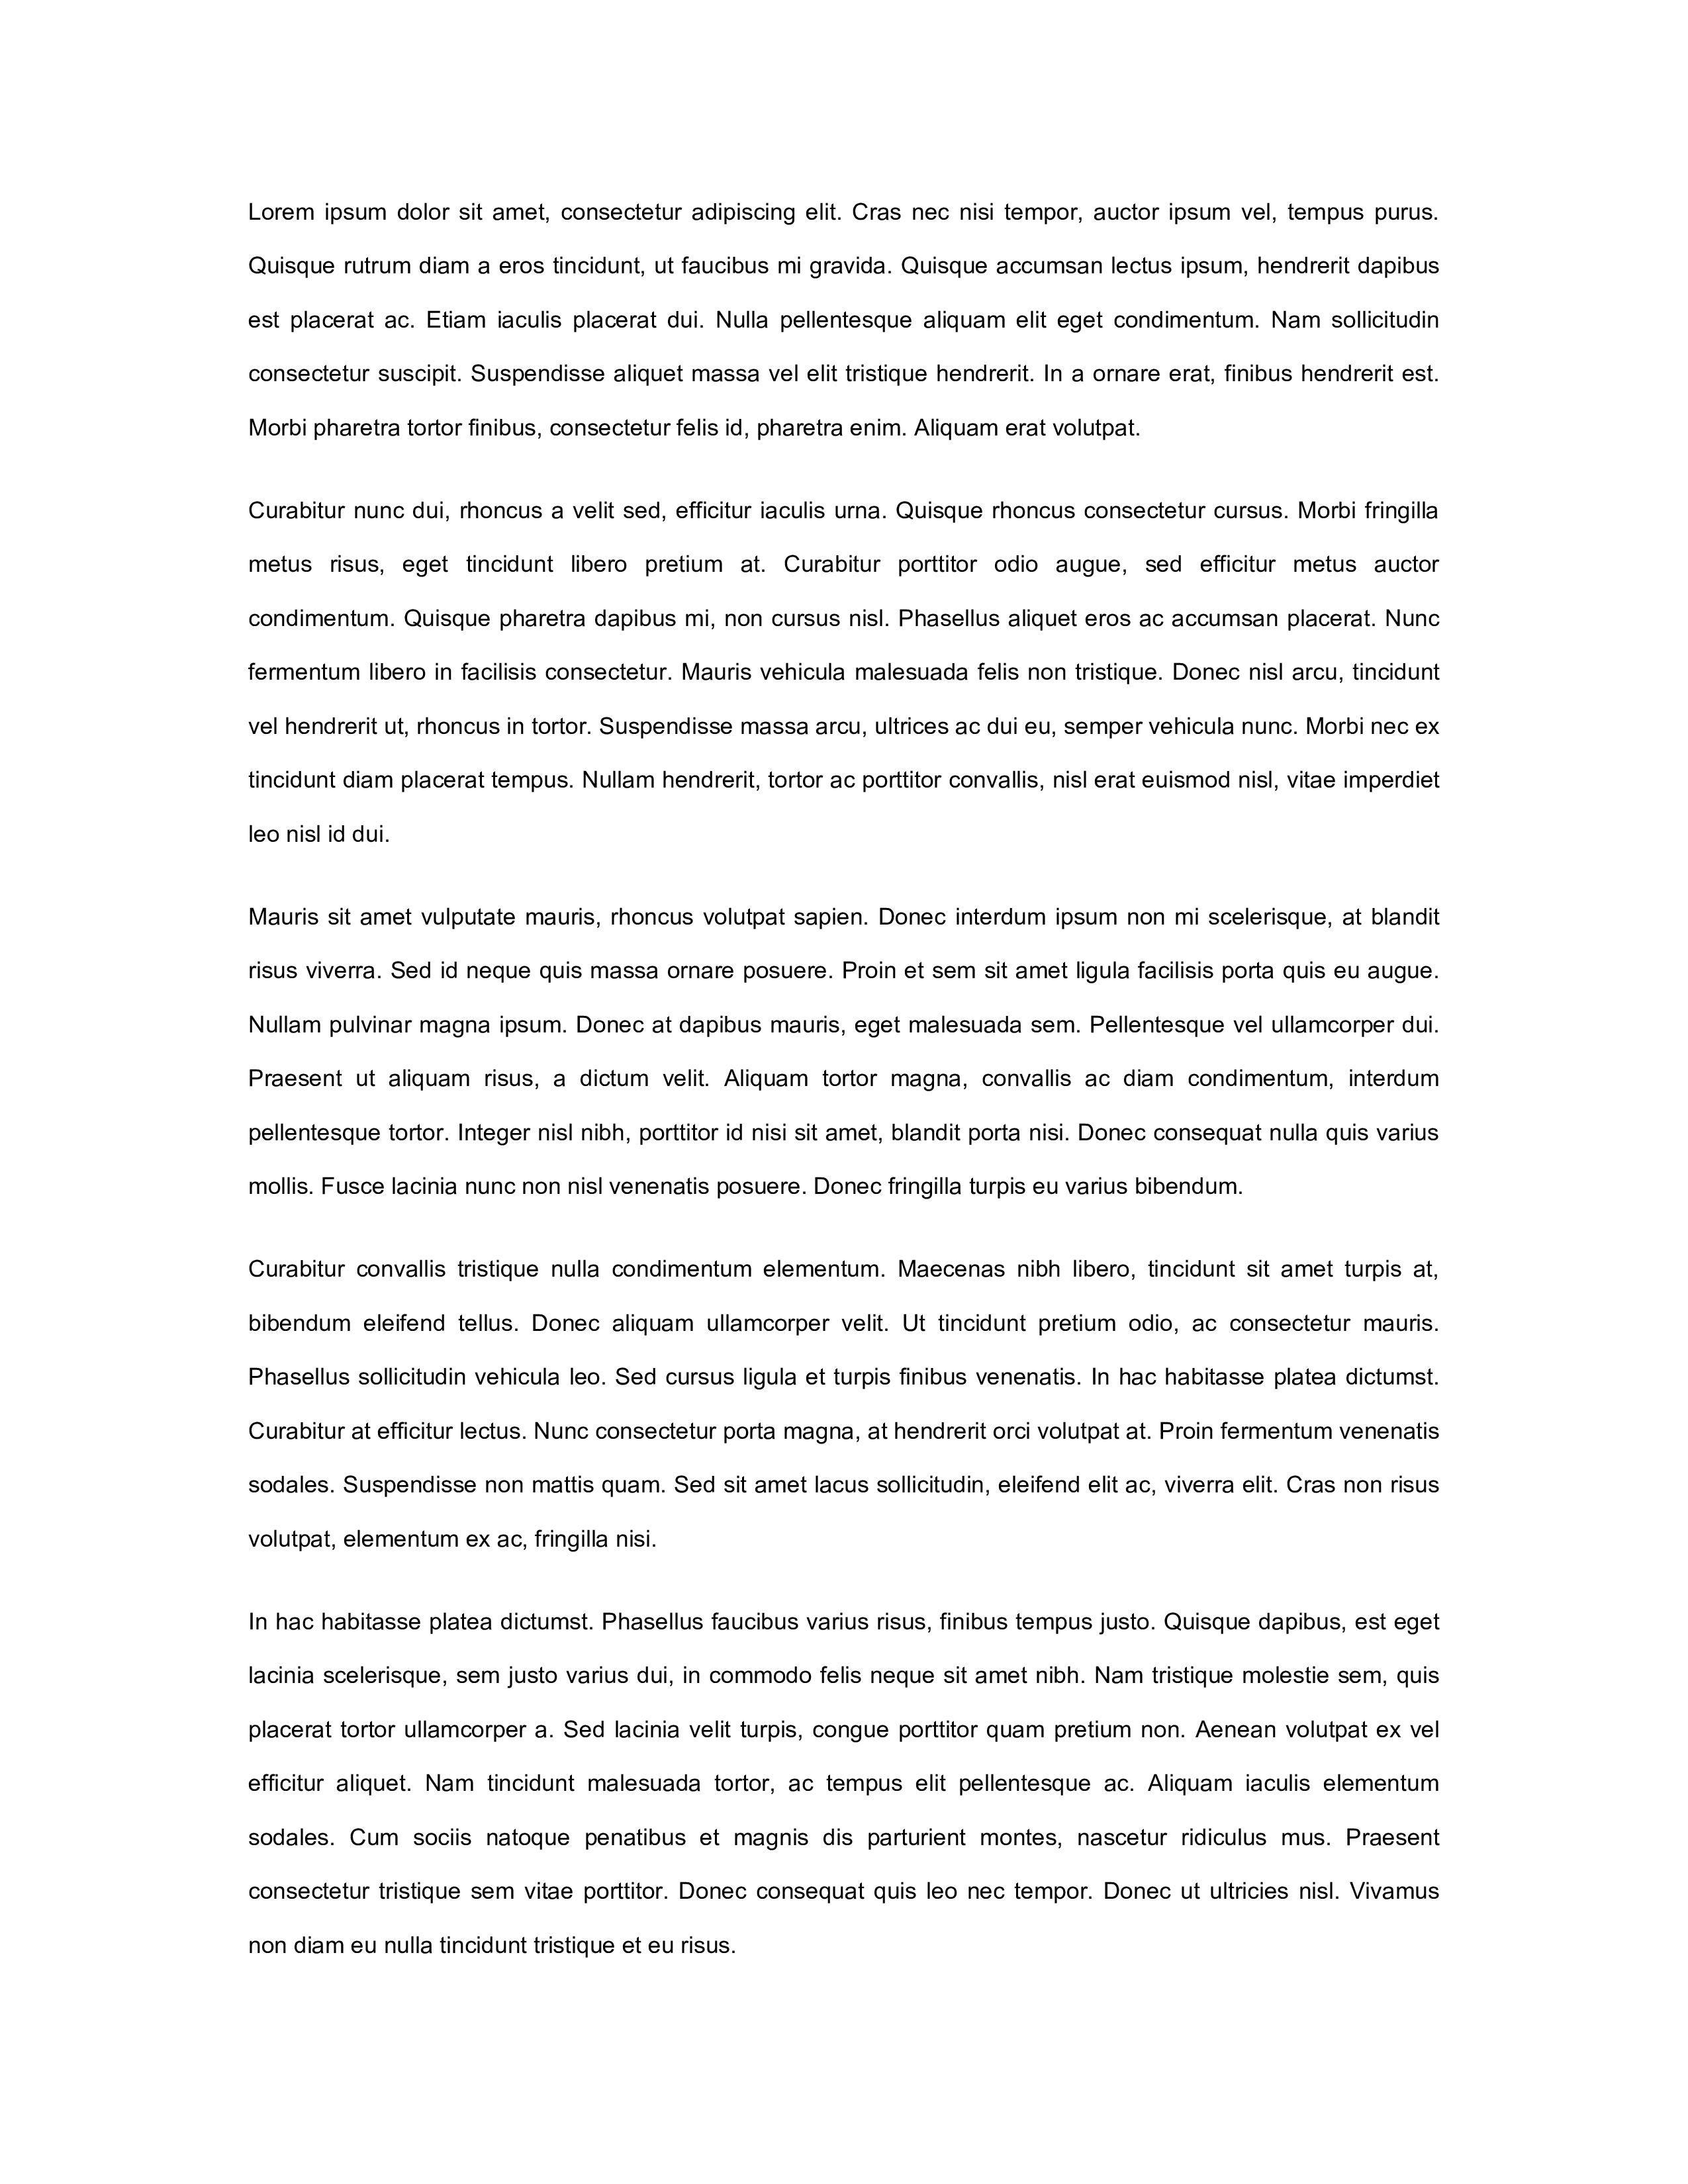 Lorem ipsum dolor sit amet, consectetur adipiscing elit. Cras nec nisi tempor, auctor ipsum vel, tempus purus.
Quisque rutrum diam a eros tincidunt, ut faucibus mi gravida. Quisque accumsan lectus ipsum, hendrerit dapibus
est placerat ac. Etiam iaculis placerat dui. Nulla pellentesque aliquam elit eget condimentum. Nam sollicitudin
consectetur suscipit. Suspendisse aliquet massa vel elit tristique hendrerit. In a ornare erat, finibus hendrerit est.
Morbi pharetra tortor finibus, consectetur felis id, pharetra enim. Aliquam erat volutpat.
Curabitur nunc dui, rhoncus a velit sed, efficitur iaculis urna. Quisque rhoncus consectetur cursus. Morbi fringilla
metus risus, eget tincidunt libero pretium at. Curabitur porttitor odio augue, sed efficitur metus auctor
condimentum. Quisque pharetra dapibus mi, non cursus nisl. Phasellus aliquet eros ac accumsan placerat. Nunc
fermentum libero in facilisis consectetur. Mauris vehicula malesuada felis non tristique. Donec nisl arcu, tincidunt
vel hendrerit ut, rhoncus in tortor. Suspendisse massa arcu, ultrices ac dui eu, semper vehicula nunc. Morbi nec ex
tincidunt diam placerat tempus. Nullam hendrerit, tortor ac porttitor convallis, nisl erat euismod nisl, vitae imperdiet
leo nisl id dui.
Mauris sit amet vulputate mauris, rhoncus volutpat sapien. Donec interdum ipsum non mi scelerisque, at blandit
risus viverra. Sed id neque quis massa ornare posuere. Proin et sem sit amet ligula facilisis porta quis eu augue.
Nullam pulvinar magna ipsum. Donec at dapibus mauris, eget malesuada sem. Pellentesque vel ullamcorper dui.
Praesent ut aliquam risus, a dictum velit. Aliquam tortor magna, convallis ac diam condimentum, interdum
pellentesque tortor. Integer nisl nibh, porttitor id nisi sit amet, blandit porta nisi. Donec consequat nulla quis varius
mollis. Fusce lacinia nunc non nisl venenatis posuere. Donec fringilla turpis eu varius bibendum.
Curabitur convallis tristique nulla condimentum elementum. Maecenas nibh libero, tincidunt sit amet turpis at,
bibendum eleifend tellus. Donec aliquam ullamcorper velit. Ut tincidunt pretium odio, ac consectetur mauris.
Phasellus sollicitudin vehicula leo. Sed cursus ligula et turpis finibus venenatis. In hac habitasse platea dictumst.
Curabitur at efficitur lectus. Nunc consectetur porta magna, at hendrerit orci volutpat at. Proin fermentum venenatis
sodales. Suspendisse non mattis quam. Sed sit amet lacus sollicitudin, eleifend elit ac, viverra elit. Cras non risus
volutpat, elementum ex ac, fringilla nisi.
In hac habitasse platea dictumst. Phasellus faucibus varius risus, finibus tempus justo. Quisque dapibus, est eget
lacinia scelerisque, sem justo varius dui, in commodo felis neque sit amet nibh. Nam tristique molestie sem, quis
placerat tortor ullamcorper a. Sed lacinia velit turpis, congue porttitor quam pretium non. Aenean volutpat ex vel
efficitur aliquet. Nam tincidunt malesuada tortor, ac tempus elit pellentesque ac. Aliquam iaculis elementum
sodales. Cum sociis natoque penatibus et magnis dis parturient montes, nascetur ridiculus mus. Praesent
consectetur tristique sem vitae porttitor. Donec consequat quis leo nec tempor. Donec ut ultricies nisl. Vivamus
non diam eu nulla tincidunt tristique et eu risus.